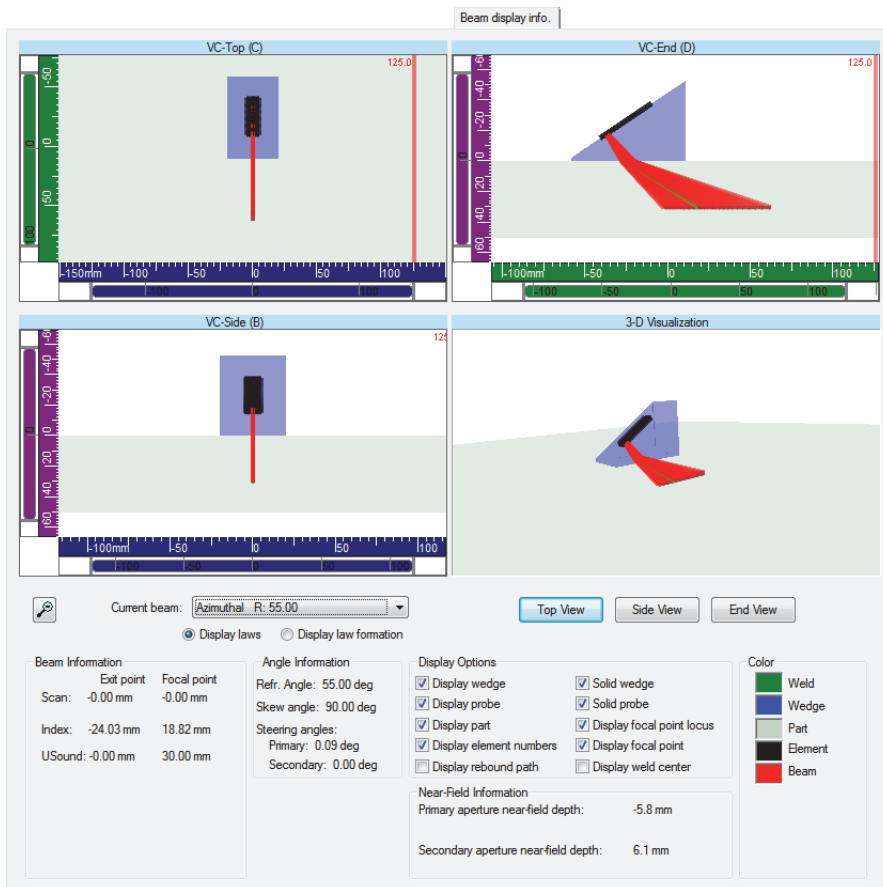 Beam display info.
VC-Top (C)
VC-End (D)
125.0
125.0
-50
0
50
0
100
-150mm -100 -50 0 50 100
-100 -50 0 50 100
-60 -40 -20 0 20 40 60
0
-100mm -50 0 50 100
-100 -50 0 50 100
VC-Side (B)
3-D Visualization
-60 -40 -20 0 20 40 60
0
-100mm -50 0 50 100
-100 -50 0 50 100
Current beam: Azimuthal R: 55.00
Top View Side View End View
Display laws Display law formation
Beam Information
Exit point Focal point
Scan: -0.00 mm -0.00 mm
Index: -24.03 mm 18.82 mm
USound: -0.00 mm 30.00 mm
Angle Information
Refr. Angle: 55.00 deg
Skew angle: 90.00 deg
Steering angles:
Primary: 0.09 deg
Secondary: 0.00 deg
Display Options
Display wedge Solid wedge
Display probe Solid probe
Display part Display focal point locus
Display element numbers Display focal point
Display rebound path Display weld center
Near-Field Information
Primary aperture near-field depth: -5.8 mm
Secondary aperture near-field depth: 6.1 mm
Color
Weld
Wedge
Part
Element
Beam